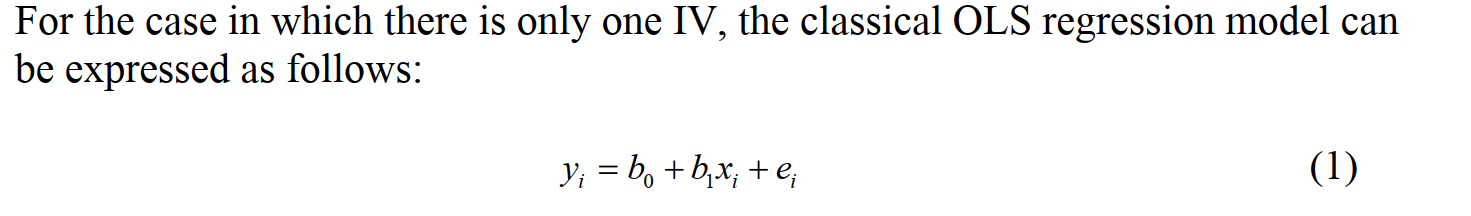 For the case in which there is only one IV, the classical OLS regression model can
be expressed as follows:
yᵢ = b₀ + b₁xᵢ + eᵢ (1)